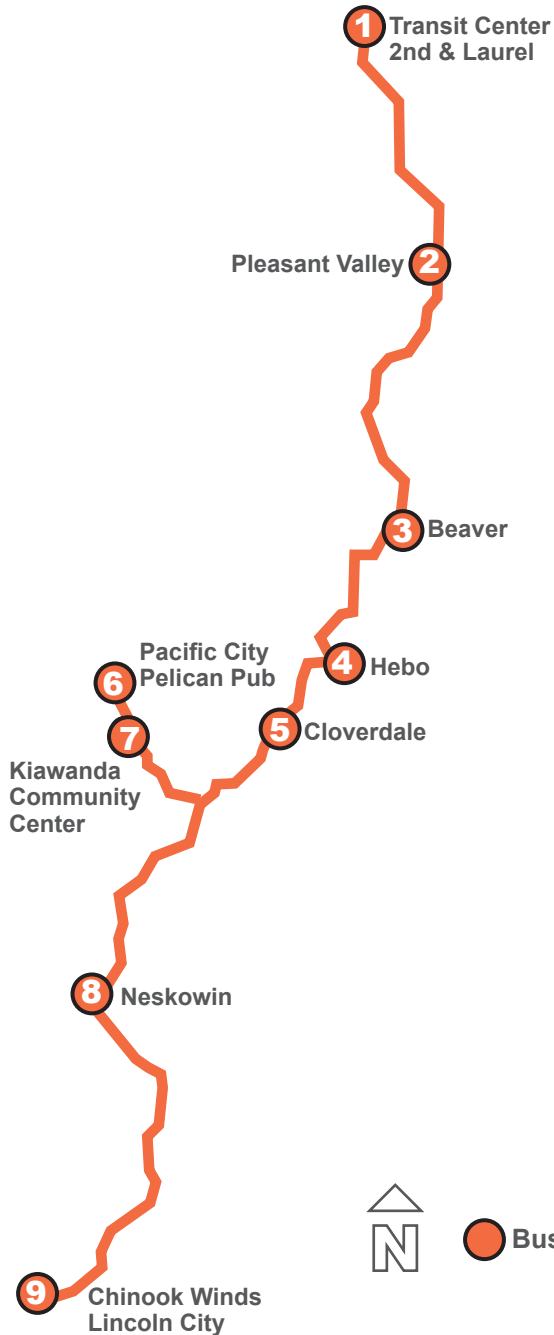 1 Transit Center
2nd & Laurel
Pleasant Valley 2
3 Beaver
4 Hebo
Pacific City
Pelican Pub
6
5 Cloverdale
7
Kiawanda
Community
Center
8 Neskowin
N
Bus
9 Chinook Winds
Lincoln City